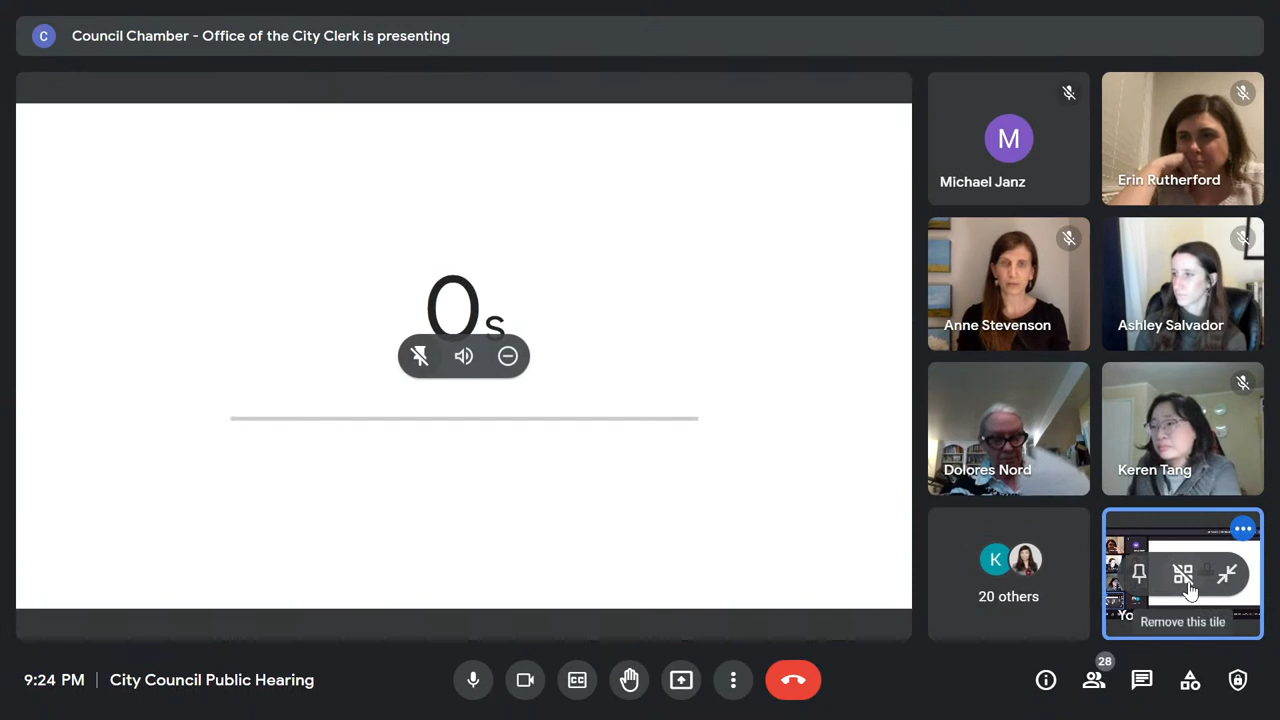 C
Council Chamber - Office of the City Clerk is presenting
0s
M
Michael Janz
Erin Rutherford
Anne Stevenson
Ashley Salvador
Dolores Nord
Keren Tang
K
20 others
Yo
Remove this tile
9:24 PM
City Council Public Hearing
28